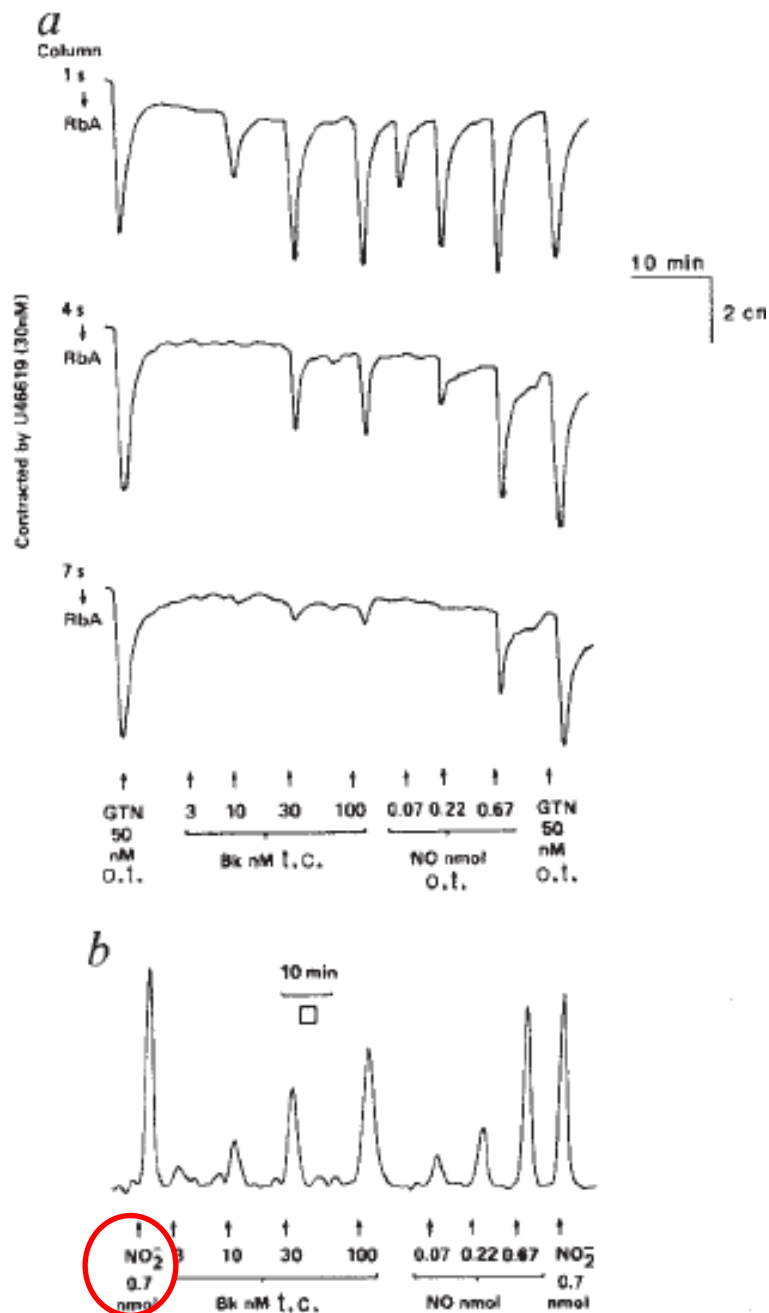 a
Column
1 s
RbA
10 min
2 cm
Contracted by U46619 (30nM)
4 s
RbA
7 s
RbA
GTN 3 10 30 100 0.07 0.22 0.67 GTN
50 50
nM Bk nM t.c. NO nmol nM
o.t. o.t. o.t.
b
10 min
NO₂⁻ 3 10 30 100 0.07 0.22 0.67 NO₂⁻
0.7 0.7
nmol Bk nM t.c. NO nmol nmol